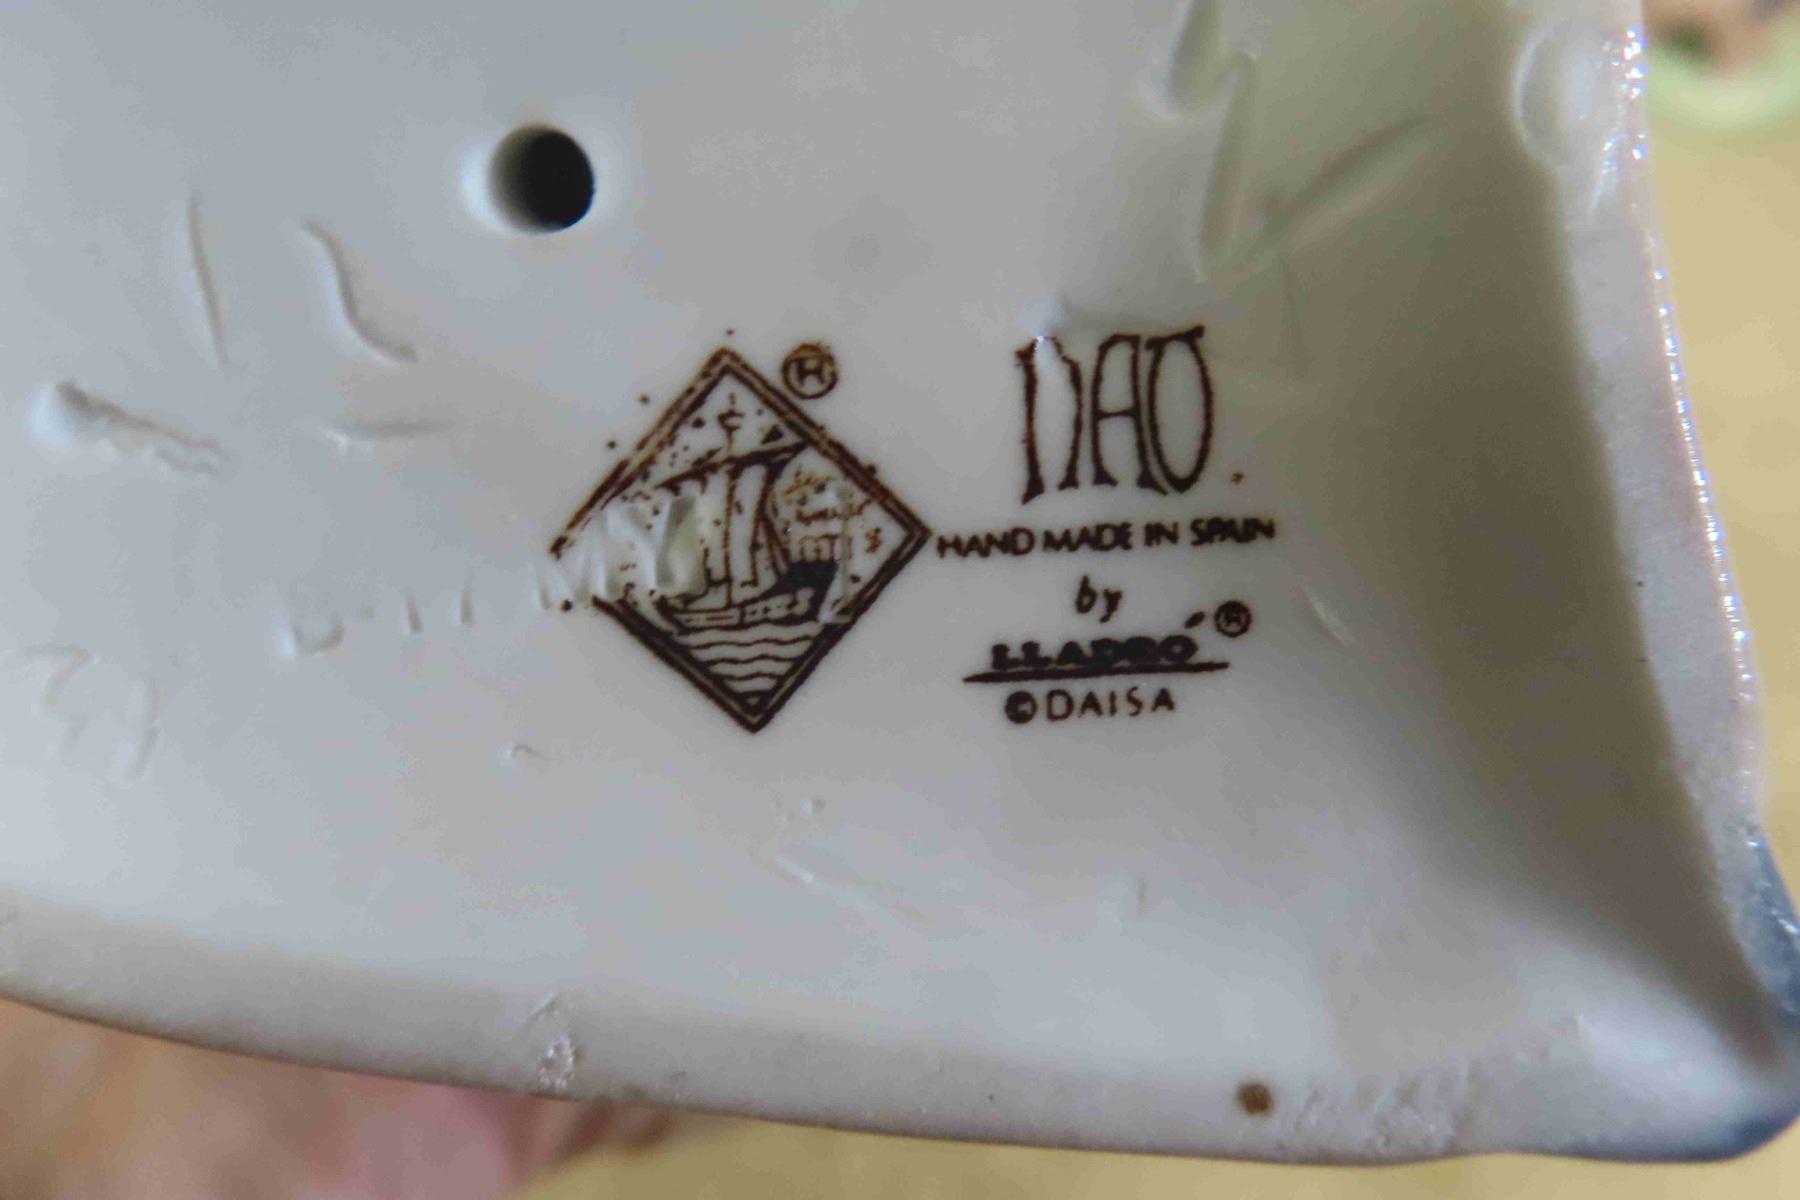 NAO
HAND MADE IN SPAIN
by
LLADRÓ ®
© DAISA
®